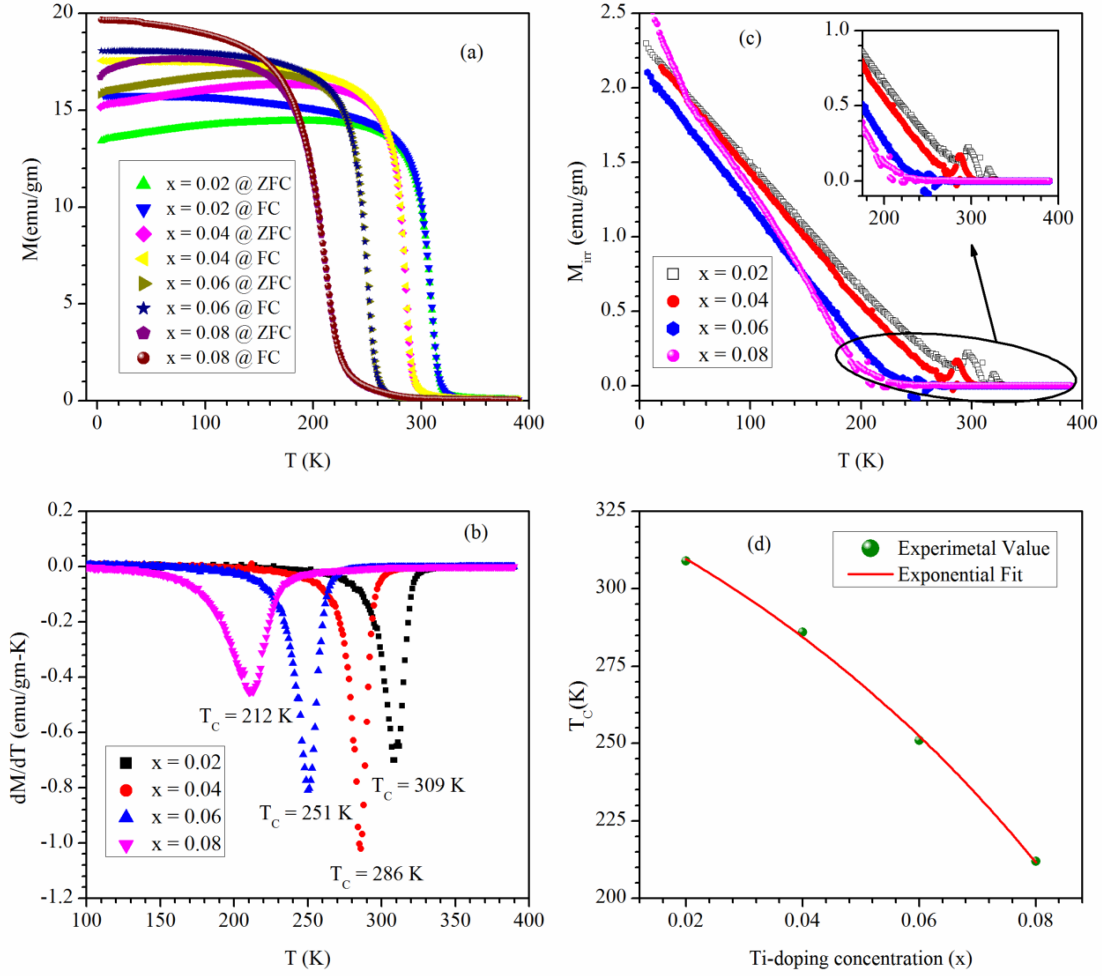 (a)
M(emu/gm)
20
15
10
5
0
x = 0.02 @ ZFC
x = 0.02 @ FC
x = 0.04 @ ZFC
x = 0.04 @ FC
x = 0.06 @ ZFC
x = 0.06 @ FC
x = 0.08 @ ZFC
x = 0.08 @ FC
0 100 200 300 400
T (K)
(c)
M_irr (emu/gm)
2.5
2.0
1.5
1.0
0.5
0.0
1.0
0.5
0.0
200 300 400
x = 0.02
x = 0.04
x = 0.06
x = 0.08
0 100 200 300 400
T (K)
(b)
dM/dT (emu/gm-K)
0.2
0.0
-0.2
-0.4
-0.6
-0.8
-1.0
-1.2
T_C = 212 K
T_C = 309 K
T_C = 251 K
T_C = 286 K
x = 0.02
x = 0.04
x = 0.06
x = 0.08
100 150 200 250 300 350 400
T (K)
(d)
T_C(K)
325
300
275
250
225
200
Experimetal Value
Exponential Fit
0.02 0.04 0.06 0.08
Ti-doping concentration (x)